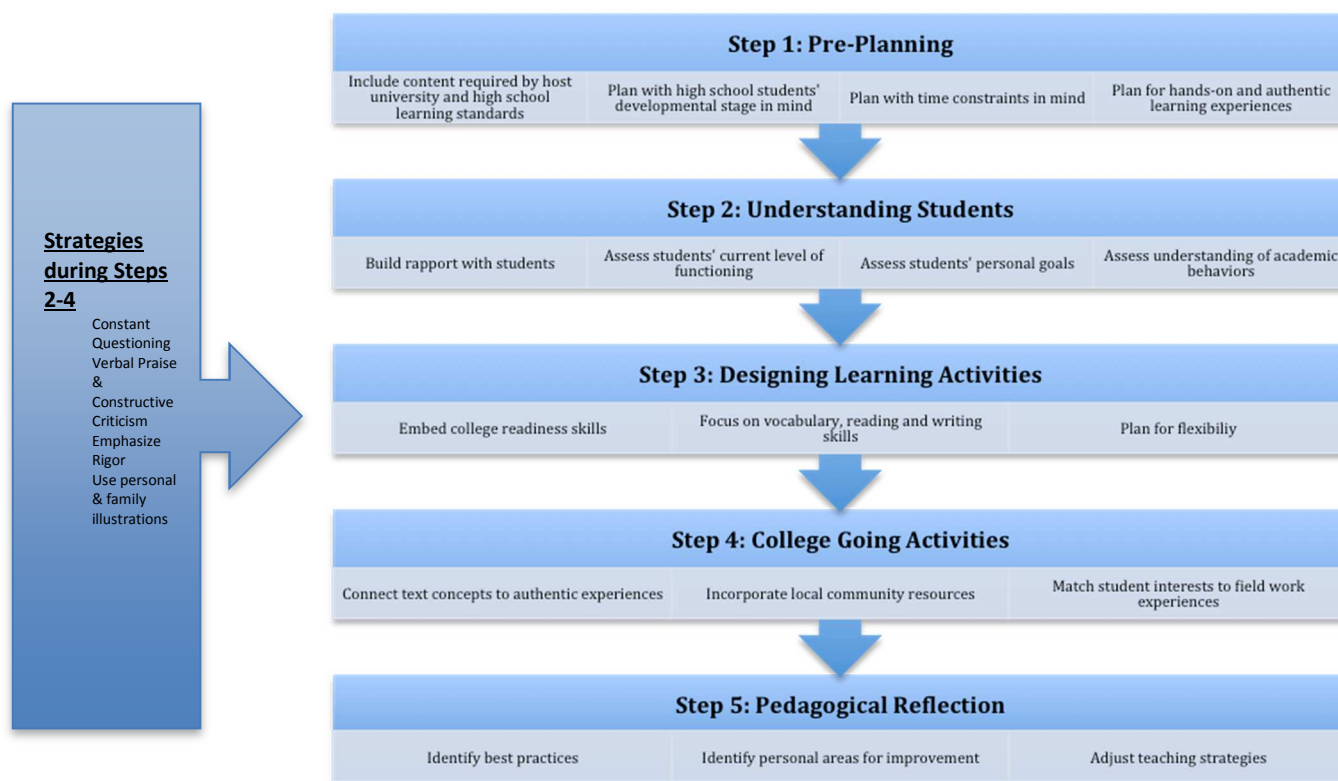 Strategies
during Steps
2-4
Constant
Questioning
Verbal Praise
&
Constructive
Criticism
Emphasize
Rigor
Use personal
& family
illustrations
Step 1: Pre-Planning
Include content required by host
university and high school
learning standards
Plan with high school students'
developmental stage in mind
Plan with time constraints in mind
Plan for hands-on and authentic
learning experiences
Step 2: Understanding Students
Build rapport with students
Assess students' current level of
functioning
Assess students' personal goals
Assess understanding of academic
behaviors
Step 3: Designing Learning Activities
Embed college readiness skills
Focus on vocabulary, reading and writing
skills
Plan for flexibiliy
Step 4: College Going Activities
Connect text concepts to authentic experiences
Incorporate local community resources
Match student interests to field work
experiences
Step 5: Pedagogical Reflection
Identify best practices
Identify personal areas for improvement
Adjust teaching strategies